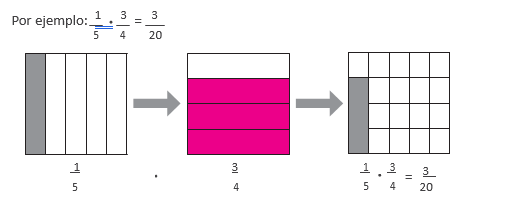 Por ejemplo: 1/5 · 3/4 = 3/20
1/5 · 3/4 1/5 · 3/4 = 3/20